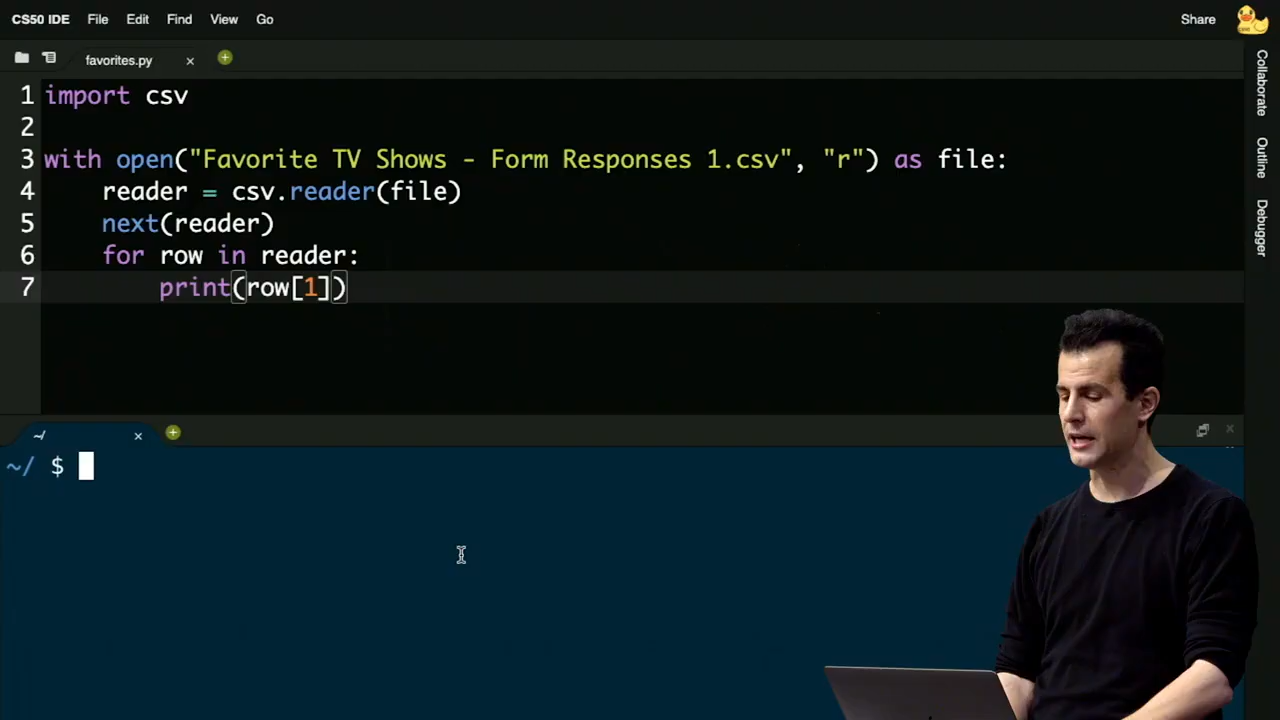 CS50 IDE File Edit Find View Go Share
favorites.py
1 import csv
2
3 with open("Favorite TV Shows - Form Responses 1.csv", "r") as file:
4 reader = csv.reader(file)
5 next(reader)
6 for row in reader:
7 print(row[1])
Collaborate
Outline
Debugger
~/
~/ $